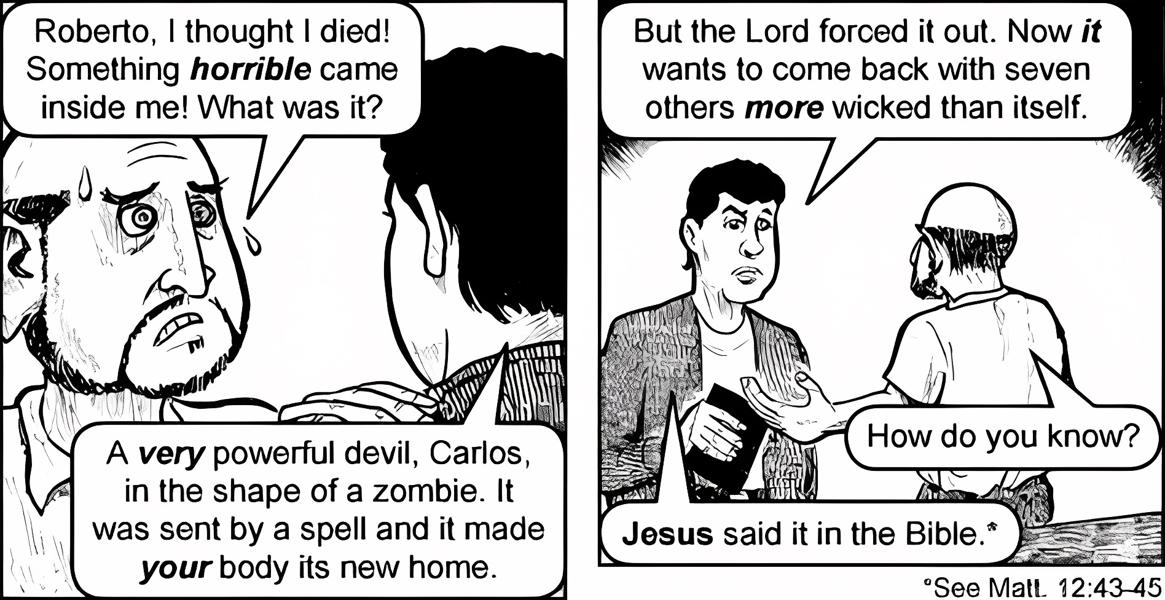 Roberto, I thought I died!
Something horrible came
inside me! What was it?
A very powerful devil, Carlos,
in the shape of a zombie. It
was sent by a spell and it made
your body its new home.
But the Lord forced it out. Now it
wants to come back with seven
others more wicked than itself.
How do you know?
Jesus said it in the Bible.*
*See Matt. 12:43-45